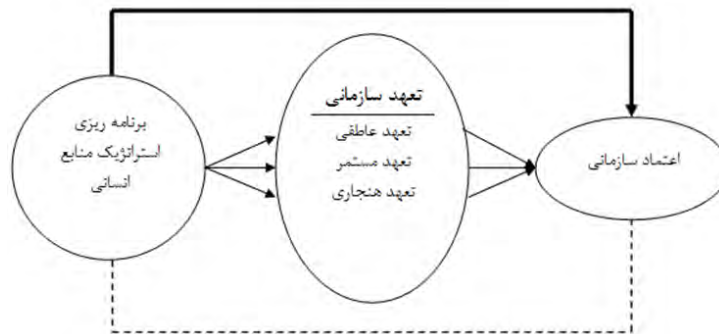 برنامه ریزی
استراتژیک منابع
انسانی
تعهد سازمانی
تعهد عاطفی
تعهد مستمر
تعهد هنجاری
اعتماد سازمانی